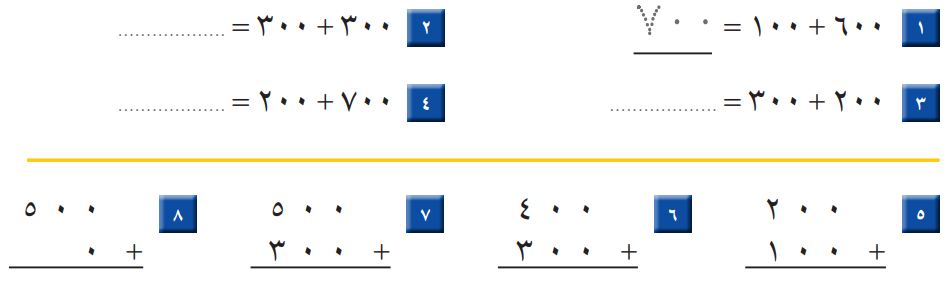 ١ ٦٠٠ + ١٠٠ = ٧٠٠
٢ ٣٠٠ + ٣٠٠ = ...................
٣ ٢٠٠ + ٣٠٠ = ...................
٤ ٧٠٠ + ٢٠٠ = ...................
٥ ٢٠٠
+ ١٠٠
٦ ٤٠٠
+ ٣٠٠
٧ ٥٠٠
+ ٣٠٠
٨ ٥٠٠
+ ٠